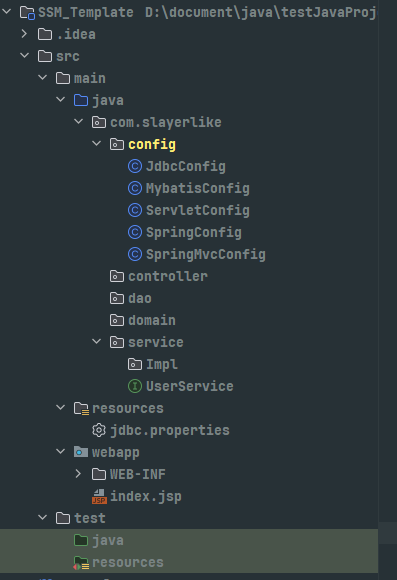 SSM_Template D:\document\java\testJavaProj
.idea
src
main
java
com.slayerlike
config
JdbcConfig
MybatisConfig
ServletConfig
SpringConfig
SpringMvcConfig
controller
dao
domain
service
Impl
UserService
resources
jdbc.properties
webapp
WEB-INF
index.jsp
test
java
resources